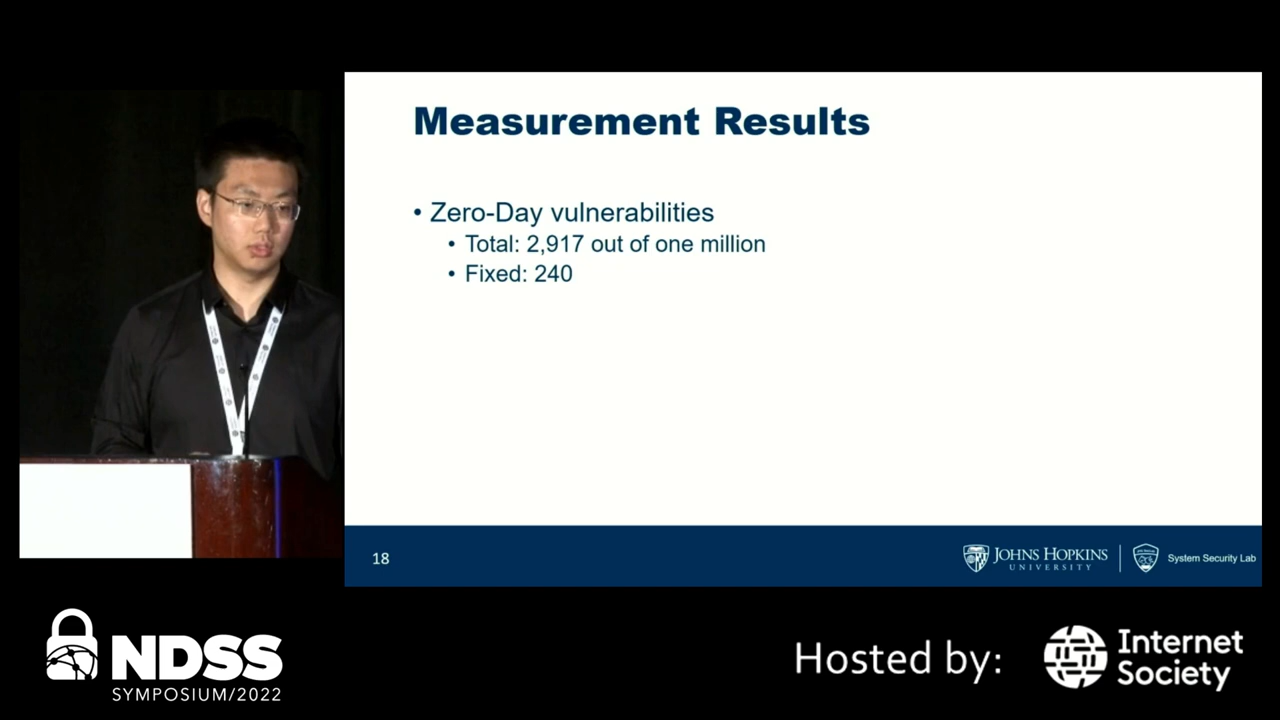 Measurement Results
• Zero-Day vulnerabilities
• Total: 2,917 out of one million
• Fixed: 240
18
JOHNS HOPKINS
UNIVERSITY
System Security Lab
NDSS
SYMPOSIUM/2022
Hosted by:
Internet
Society